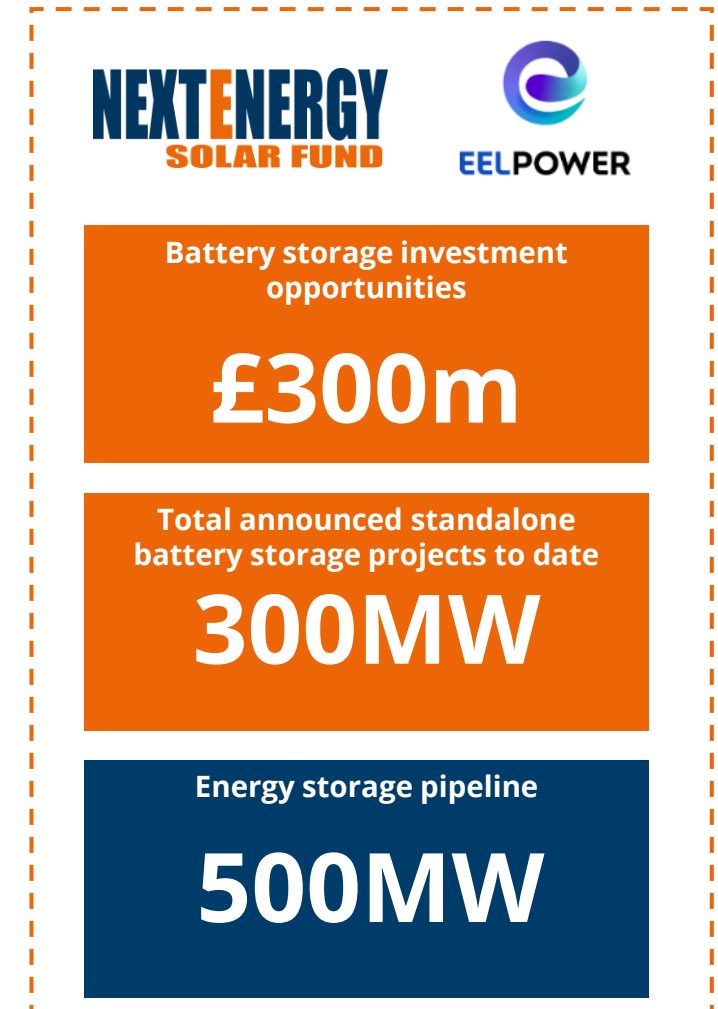 NEXTENERGY
SOLAR FUND
EELPOWER
Battery storage investment
opportunities
£300m
Total announced standalone
battery storage projects to date
300MW
Energy storage pipeline
500MW